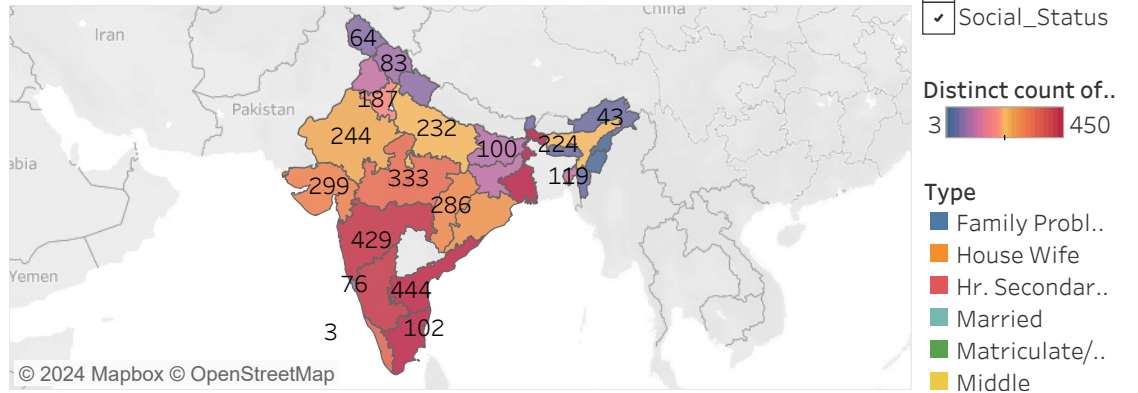 China
Iran
Pakistan
abia
Yemen
64
83
187
244
232
43
224
100
119
299
333
286
429
76
444
3
102
© 2024 Mapbox © OpenStreetMap
Social_Status
Distinct count of..
3 450
Type
Family Probl..
House Wife
Hr. Secondar..
Married
Matriculate/..
Middle